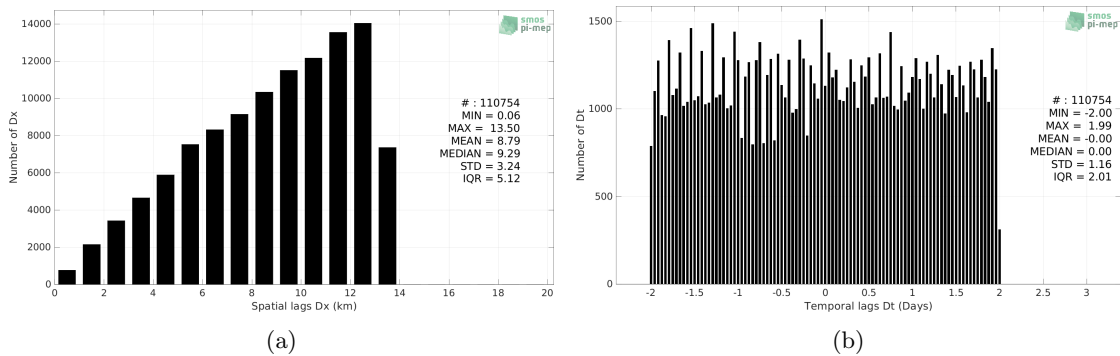 14000
12000
10000
8000
6000
4000
2000
0
Number of Dx
0 2 4 6 8 10 12 14 16 18 20
Spatial lags Dx (km)
smos
pi-mep
# : 110754
MIN = 0.06
MAX = 13.50
MEAN = 8.79
MEDIAN = 9.29
STD = 3.24
IQR = 5.12
(a)
1500
1000
500
0
Number of Dt
-2 -1.5 -1 -0.5 0 0.5 1 1.5 2 2.5 3
Temporal lags Dt (Days)
smos
pi-mep
# : 110754
MIN = -2.00
MAX = 1.99
MEAN = -0.00
MEDIAN = 0.00
STD = 1.16
IQR = 2.01
(b)